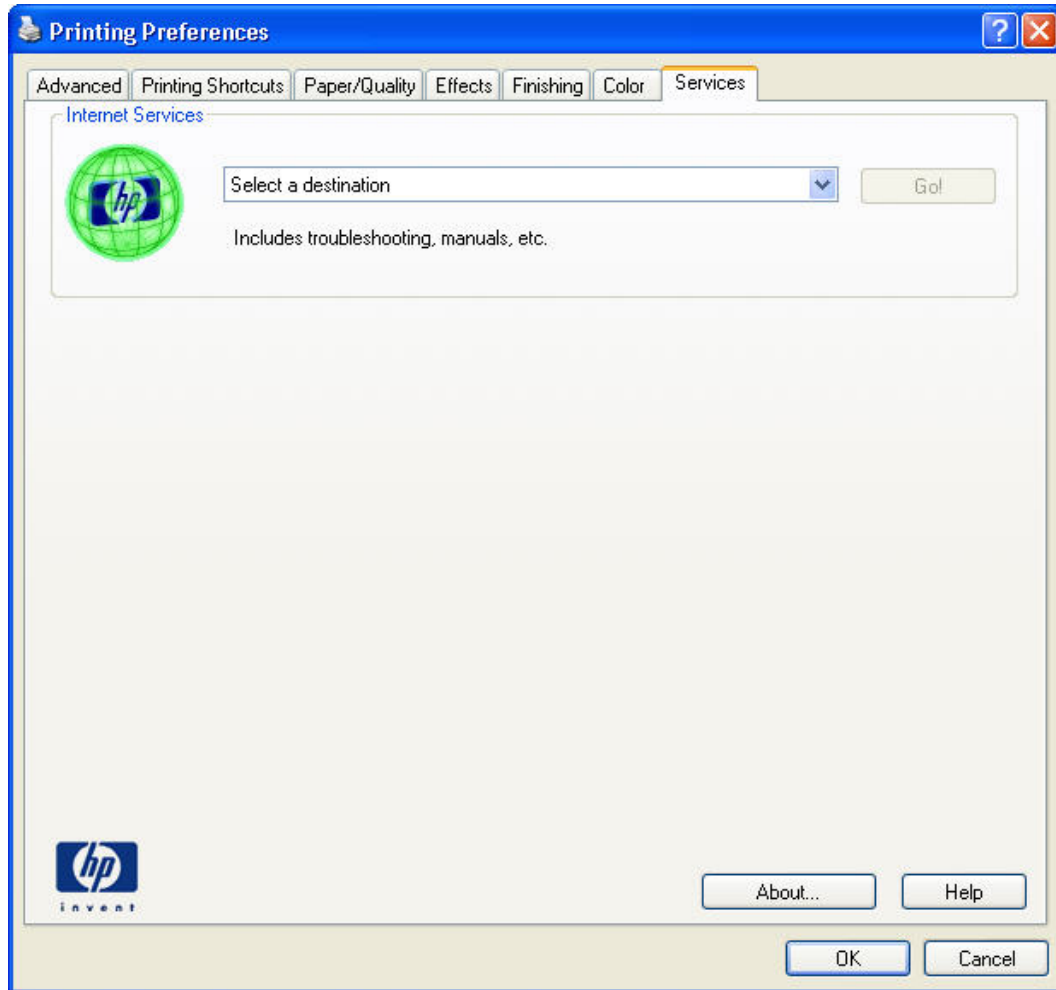 Printing Preferences
Advanced Printing Shortcuts Paper/Quality Effects Finishing Color Services
Internet Services
hp
Select a destination
Go!
Includes troubleshooting, manuals, etc.
hp
invent
About... Help
OK Cancel